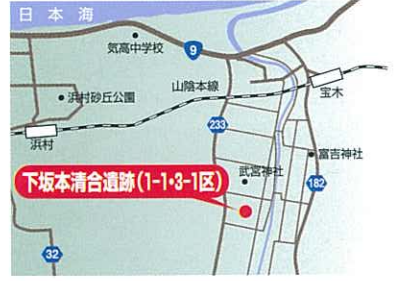 日本海
気高中学校
9
山陰本線
宝木
浜村砂丘公園
233
浜村
富吉神社
武宮神社
182
下坂本清合遺跡(1-1・3-1区)
32